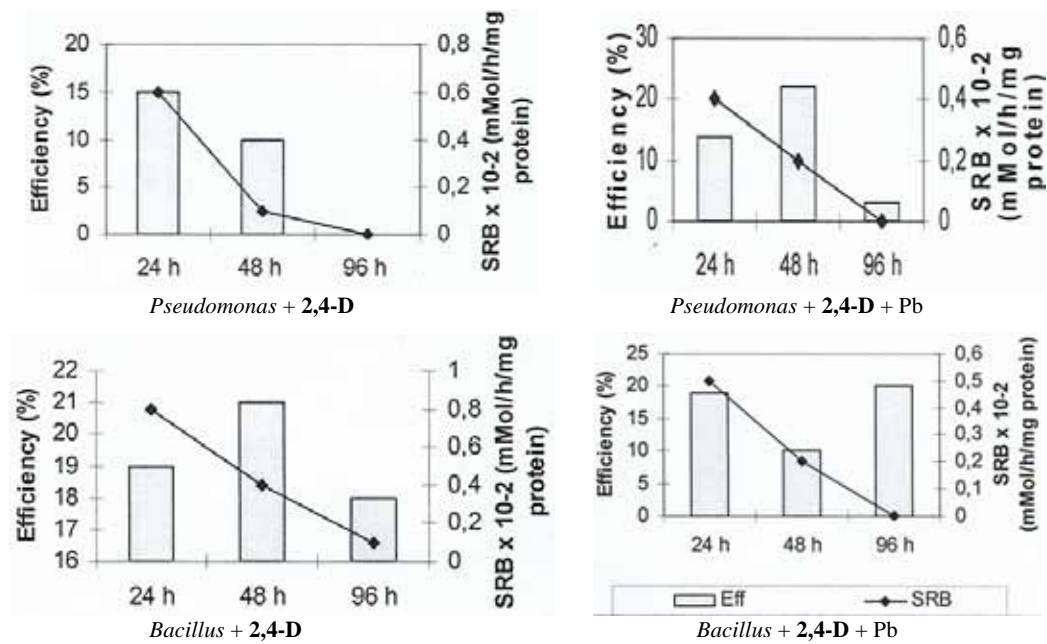 Efficiency (%)
20
15
10
5
0
0,8
0,6
0,4
0,2
0
SRB x 10-2 (mMol/h/mg
protein)
24 h 48 h 96 h
Pseudomonas + 2,4-D
Efficiency (%)
30
20
10
0
0,6
0,4
0,2
0
SRB x 10-2
(mMol/h/mg
protein)
24 h 48 h 96 h
Pseudomonas + 2,4-D + Pb
Efficiency (%)
22
21
20
19
18
17
16
1
0,8
0,6
0,4
0,2
0
SRB x 10-2 (mMol/h/mg
protein)
24 h 48 h 96 h
Bacillus + 2,4-D
Efficiency (%)
25
20
15
10
5
0
0,6
0,5
0,4
0,3
0,2
0,1
0
SRB x 10-2
(mMol/h/mg protein)
24 h 48 h 96 h
Eff SRB
Bacillus + 2,4-D + Pb